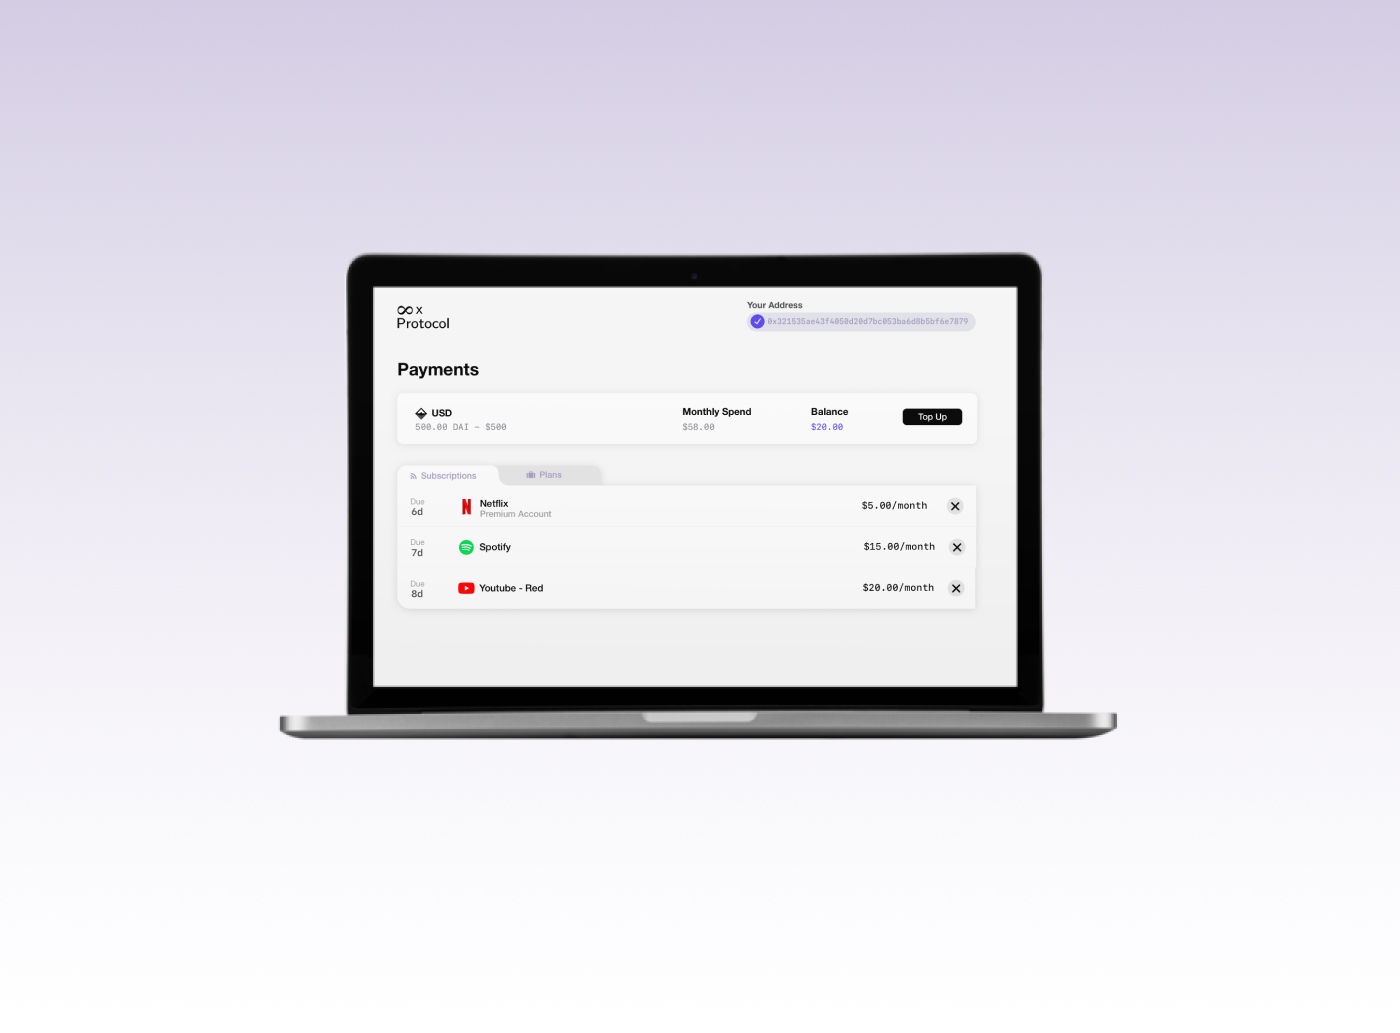 ∞ x
Protocol
Your Address
0x321535ae43f4050d20d7bc053ba6d8b5bf6e7879
Payments
USD
500.00 DAI ~ $500
Monthly Spend
$58.00
Balance
$20.00
Top Up
Subscriptions
Plans
Due
6d
Netflix
Premium Account
$5.00/month
Due
7d
Spotify
$15.00/month
Due
8d
Youtube - Red
$20.00/month